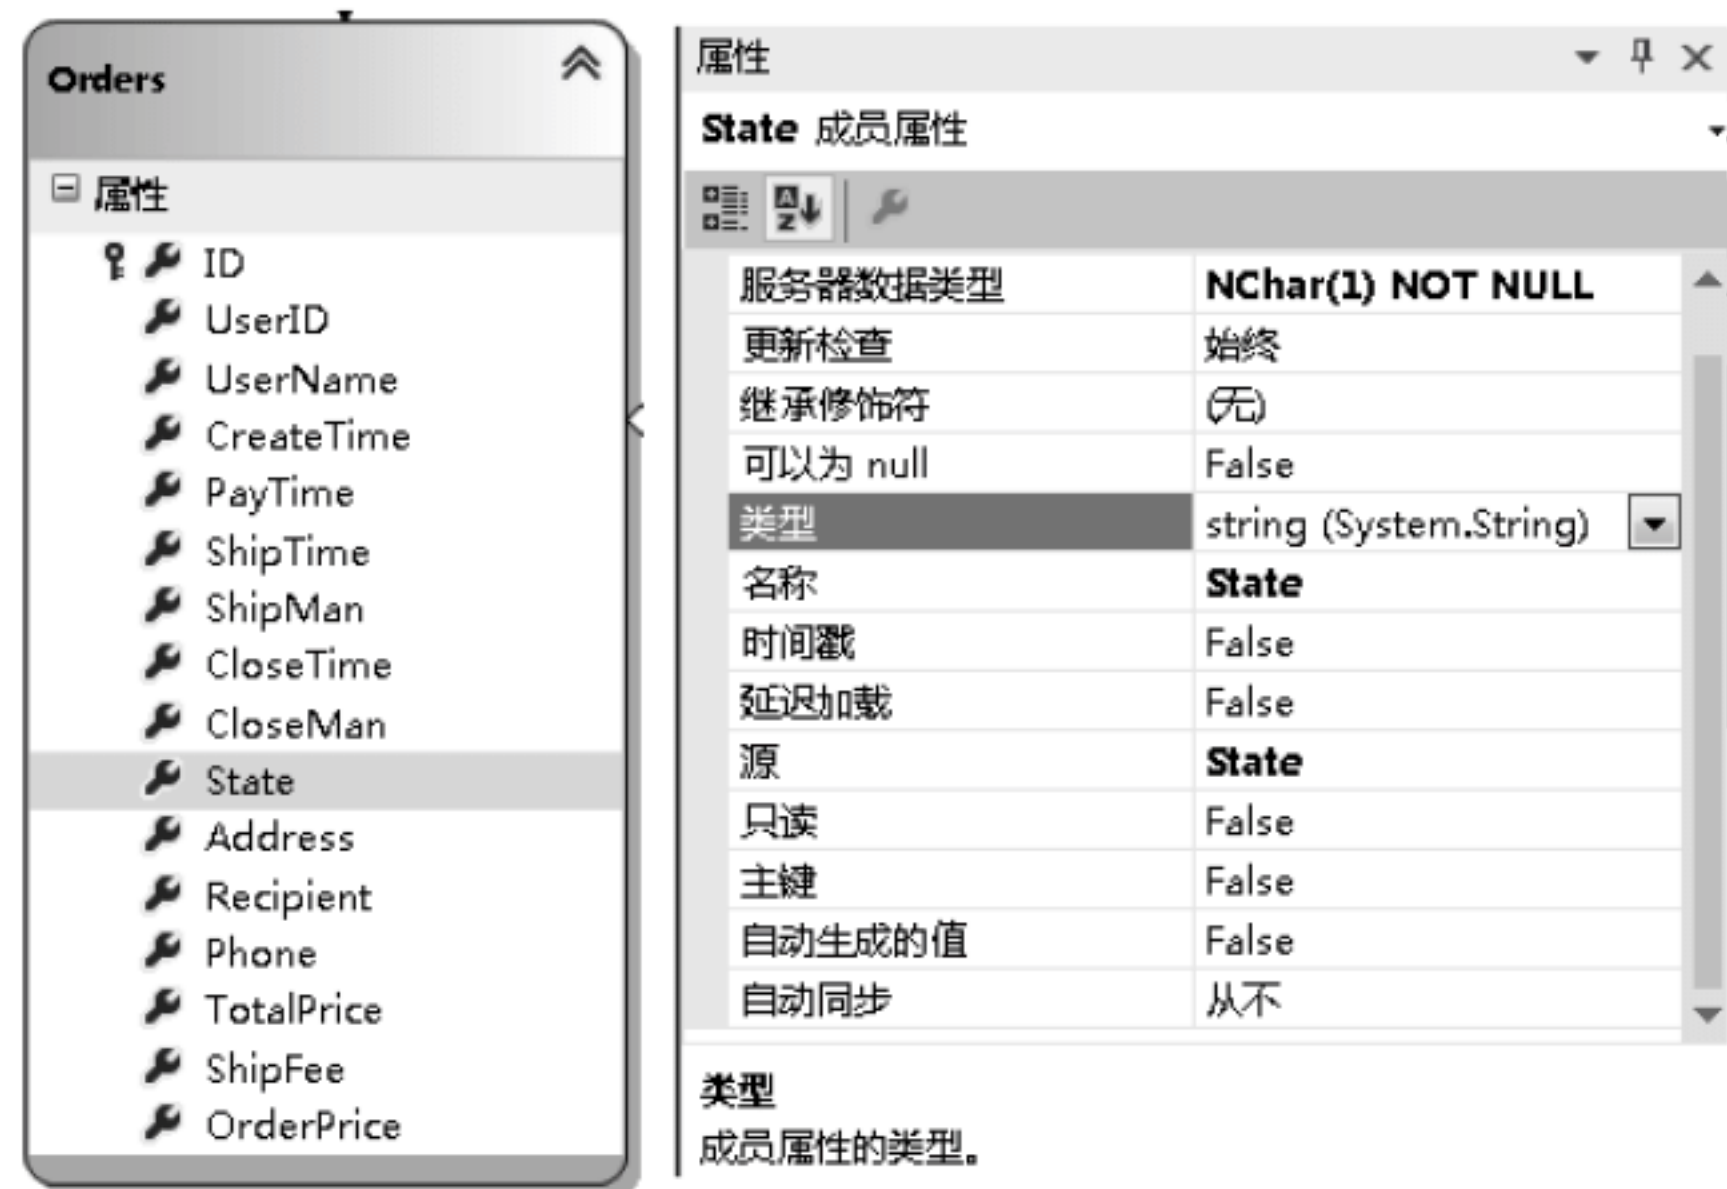 Orders
属性
ID
UserID
UserName
CreateTime
PayTime
ShipTime
ShipMan
CloseTime
CloseMan
State
Address
Recipient
Phone
TotalPrice
ShipFee
OrderPrice
属性
State 成员属性
服务器数据类型 NChar(1) NOT NULL
更新检查 始终
继承修饰符 (无)
可以为 null False
类型 string (System.String)
名称 State
时间戳 False
延迟加载 False
源 State
只读 False
主键 False
自动生成的值 False
自动同步 从不
类型
成员属性的类型。